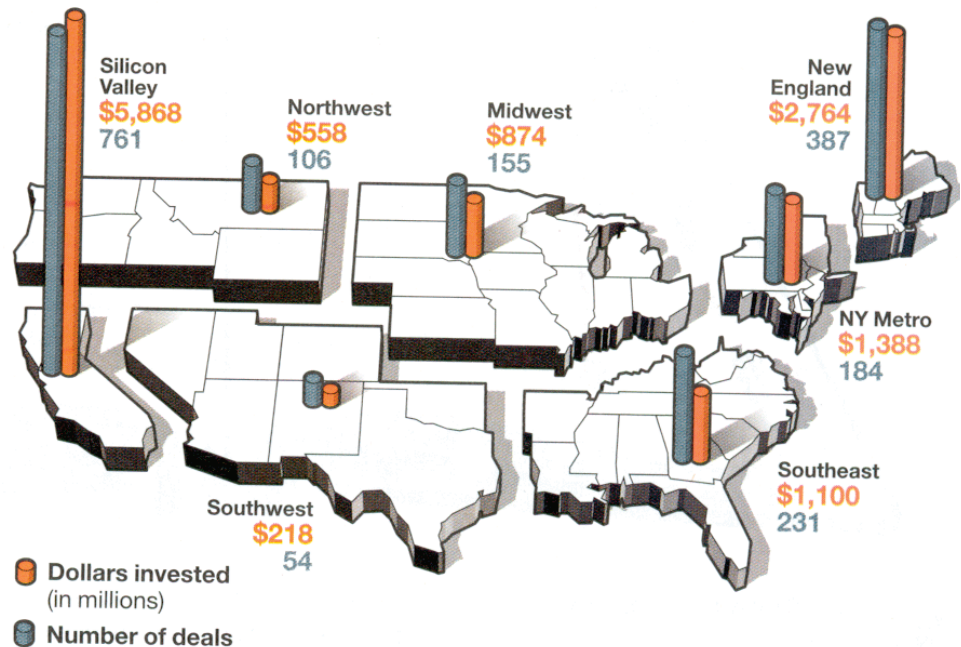 Silicon
Valley
$5,868
761
Northwest
$558
106
Midwest
$874
155
New
England
$2,764
387
NY Metro
$1,388
184
Southeast
$1,100
231
Southwest
$218
54
Dollars invested
(in millions)
Number of deals